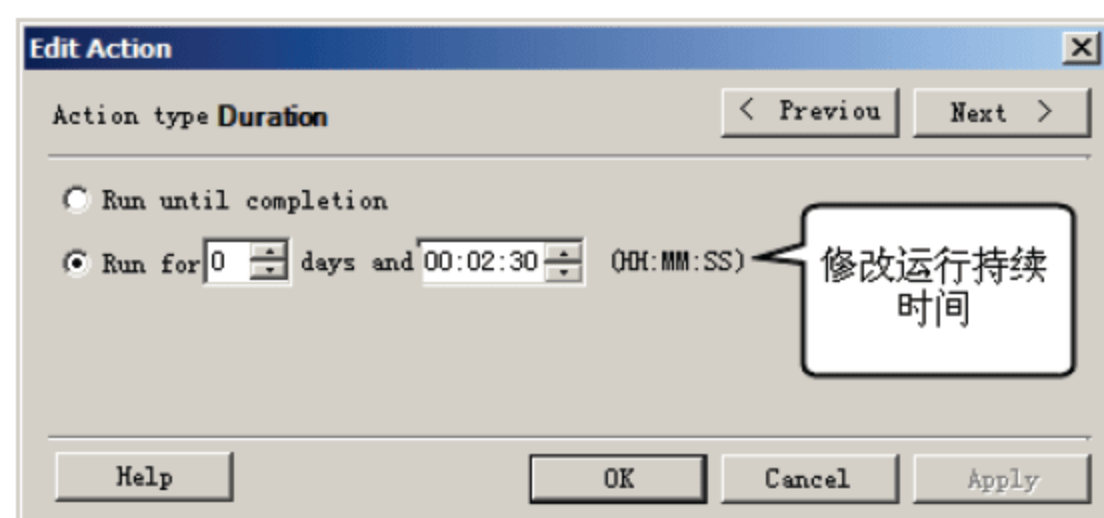 Edit Action
Action type Duration
< Previou
Next >
Run until completion
Run for 0 days and 00:02:30 (HH:MM:SS)
修改运行持续
时间
Help
OK
Cancel
Apply